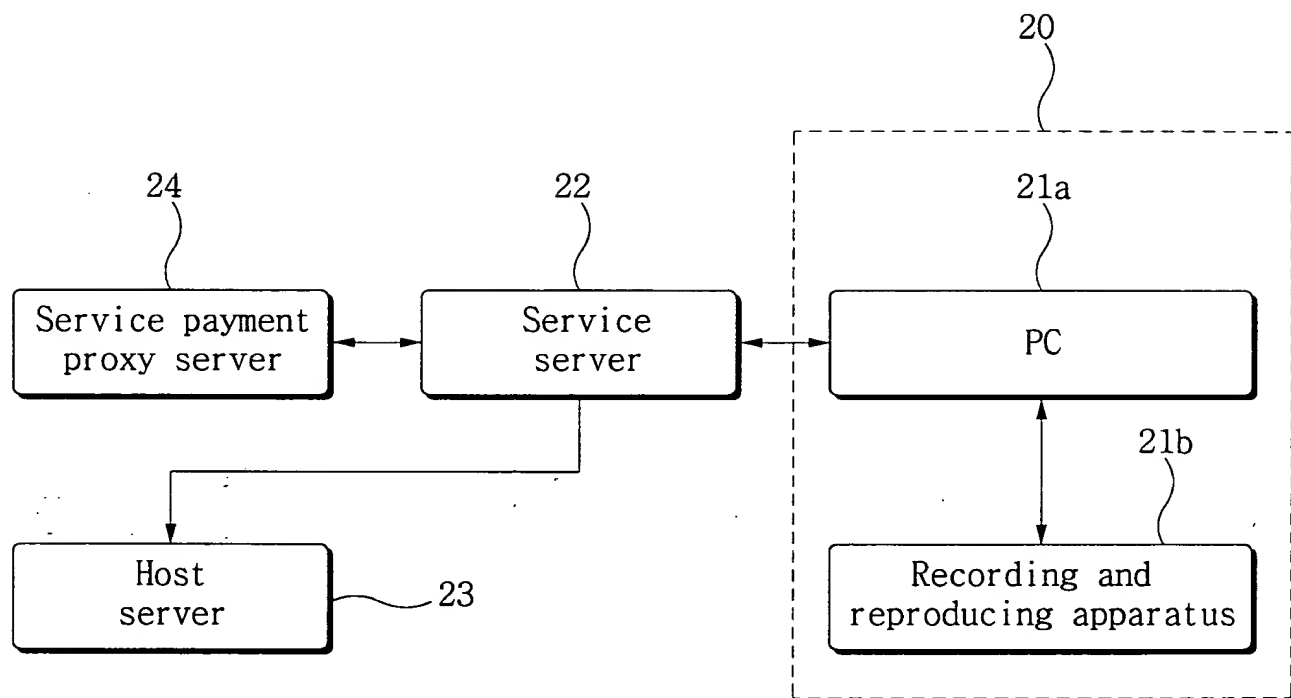 20
24
22
21a
Service payment
proxy server
Service
server
PC
21b
Host
server
23
Recording and
reproducing apparatus